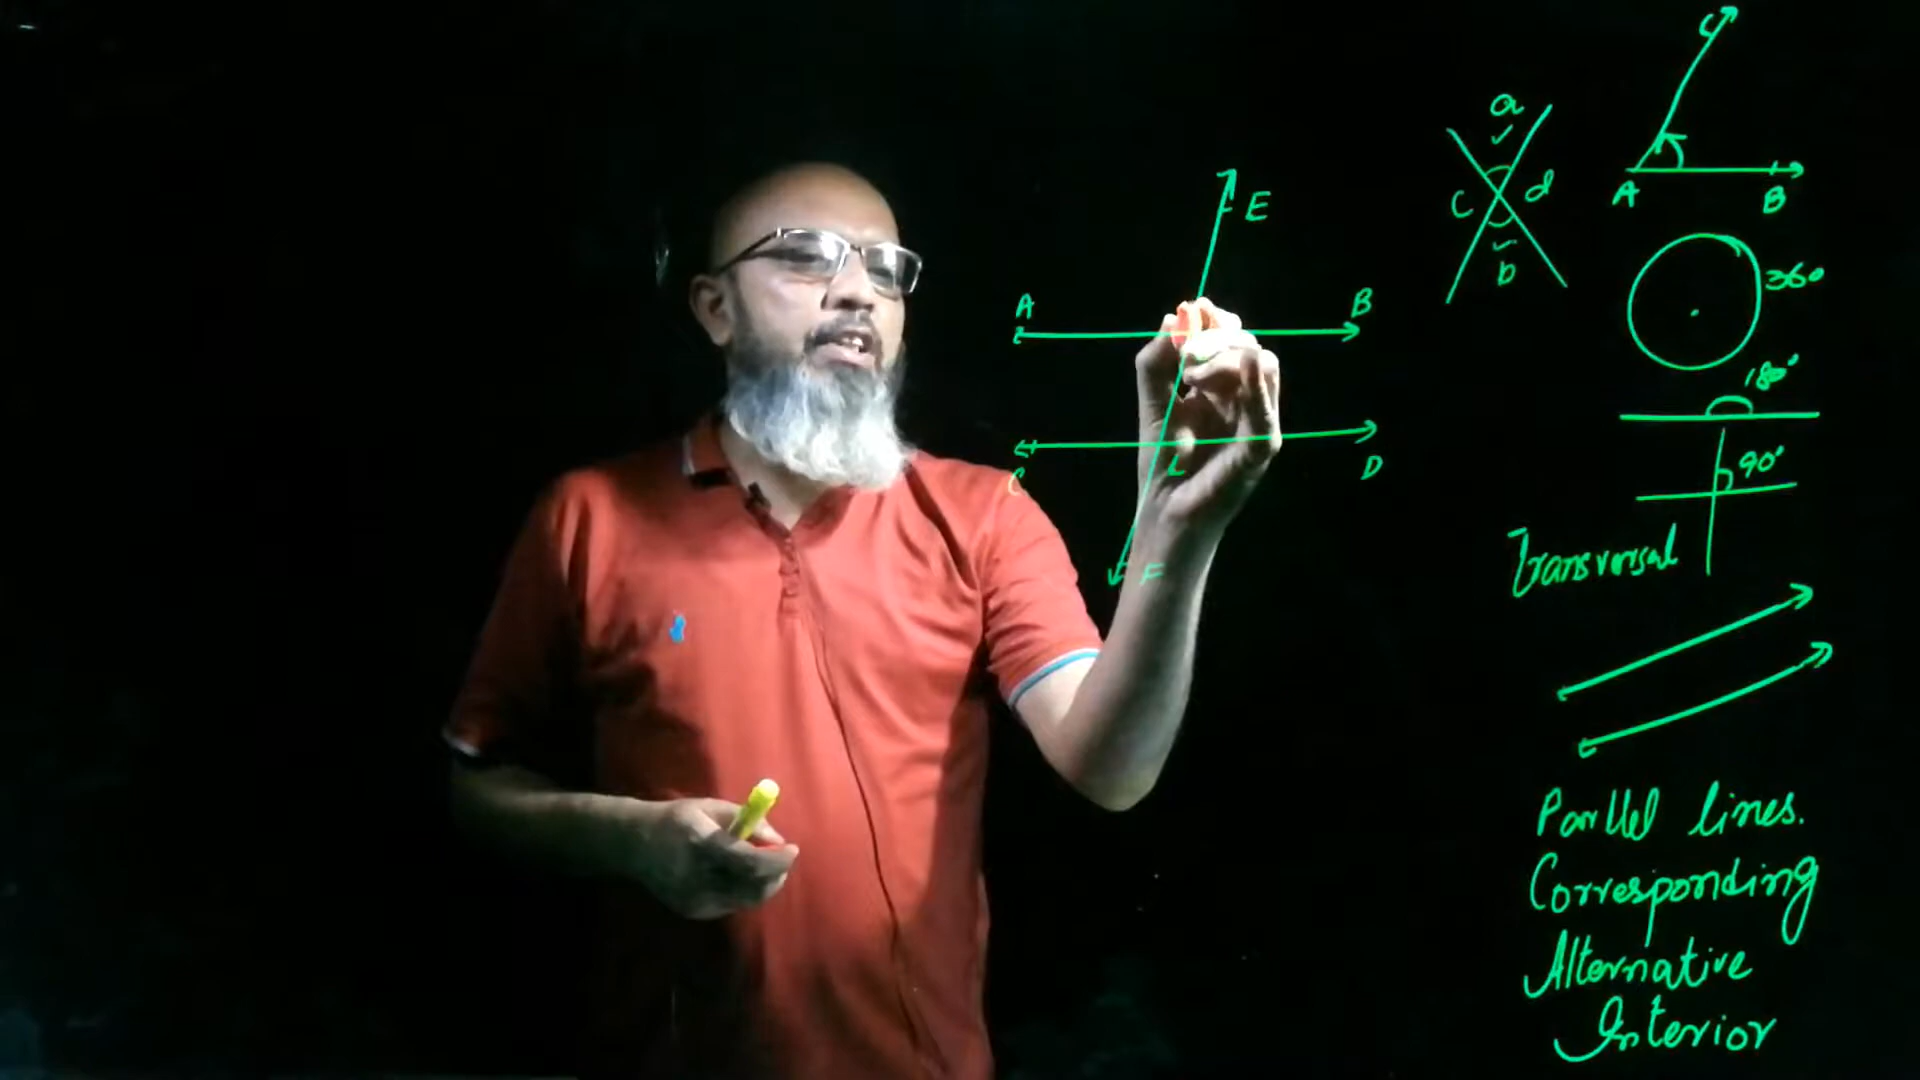 C
a
c d
b
A B
360
180°
90°
Transversal
E
A B
C L D
F
Parllel lines.
Corresponding
Alternative
Interior